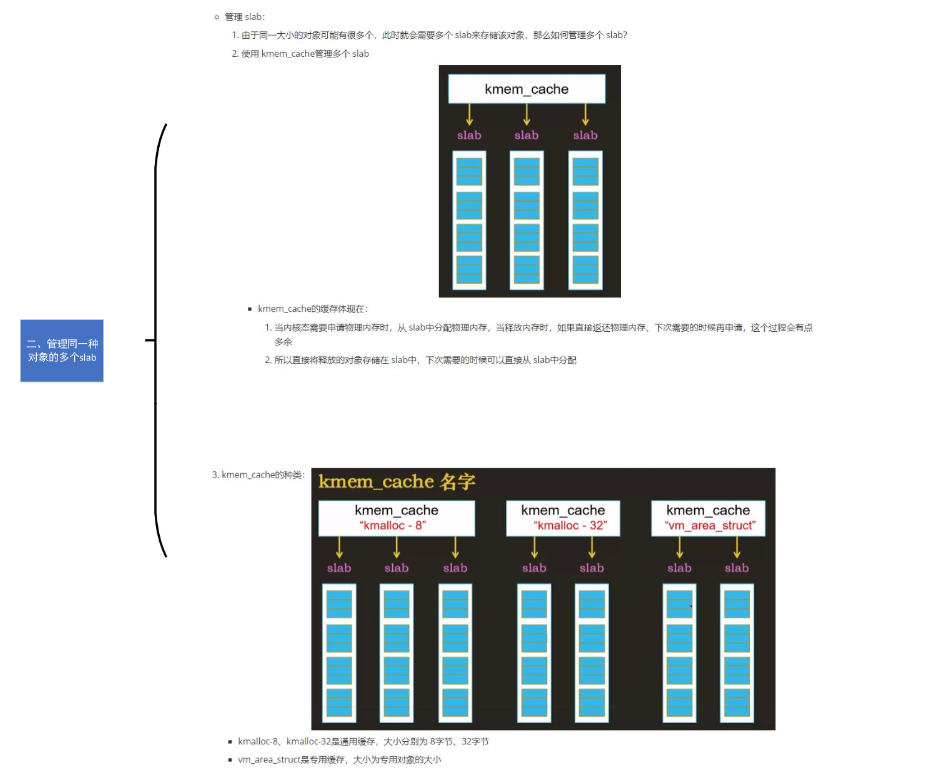 管理 slab：
1. 由于同一大小的对象可能有很多个，此时就会需要多个 slab来存储该对象，那么如何管理多个 slab？
2. 使用 kmem_cache管理多个 slab
kmem_cache
slab slab slab
kmem_cache的缓存体现在：
1. 当内核态需要申请物理内存时，从 slab中分配物理内存，当释放内存时，如果直接返还物理内存、下次需要的时候再申请，这个过程会有点
多余
2. 所以直接将释放的对象存储在 slab中，下次需要的时候可以直接从 slab中分配
二、管理同一种
对象的多个slab
3. kmem_cache的种类：
kmem_cache 名字
kmem_cache kmem_cache kmem_cache
“kmalloc - 8” “kmalloc - 32” “vm_area_struct”
slab slab slab slab slab slab slab
kmalloc-8、kmalloc-32是通用缓存，大小分别为 8字节、32字节
vm_area_struct是专用缓存，大小为专用对象的大小